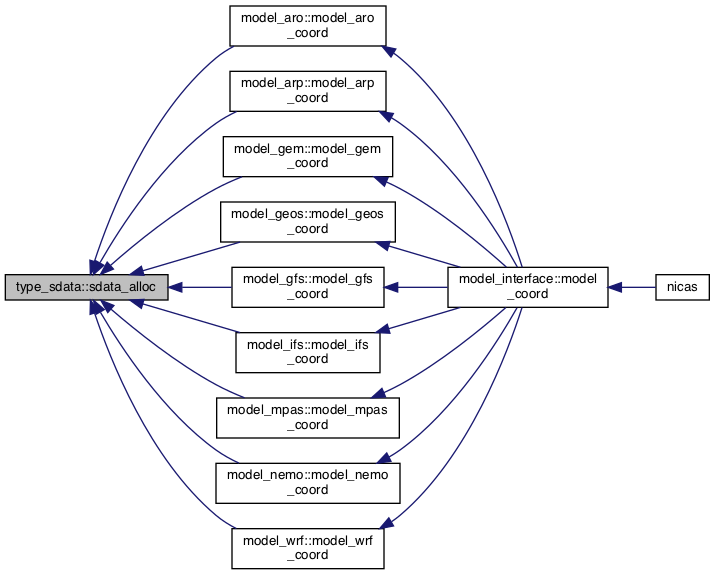 model_aro::model_aro
_coord
model_arp::model_arp
_coord
model_gem::model_gem
_coord
model_geos::model_geos
_coord
type_sdata::sdata_alloc
model_gfs::model_gfs
_coord
model_interface::model
_coord
nicas
model_ifs::model_ifs
_coord
model_mpas::model_mpas
_coord
model_nemo::model_nemo
_coord
model_wrf::model_wrf
_coord